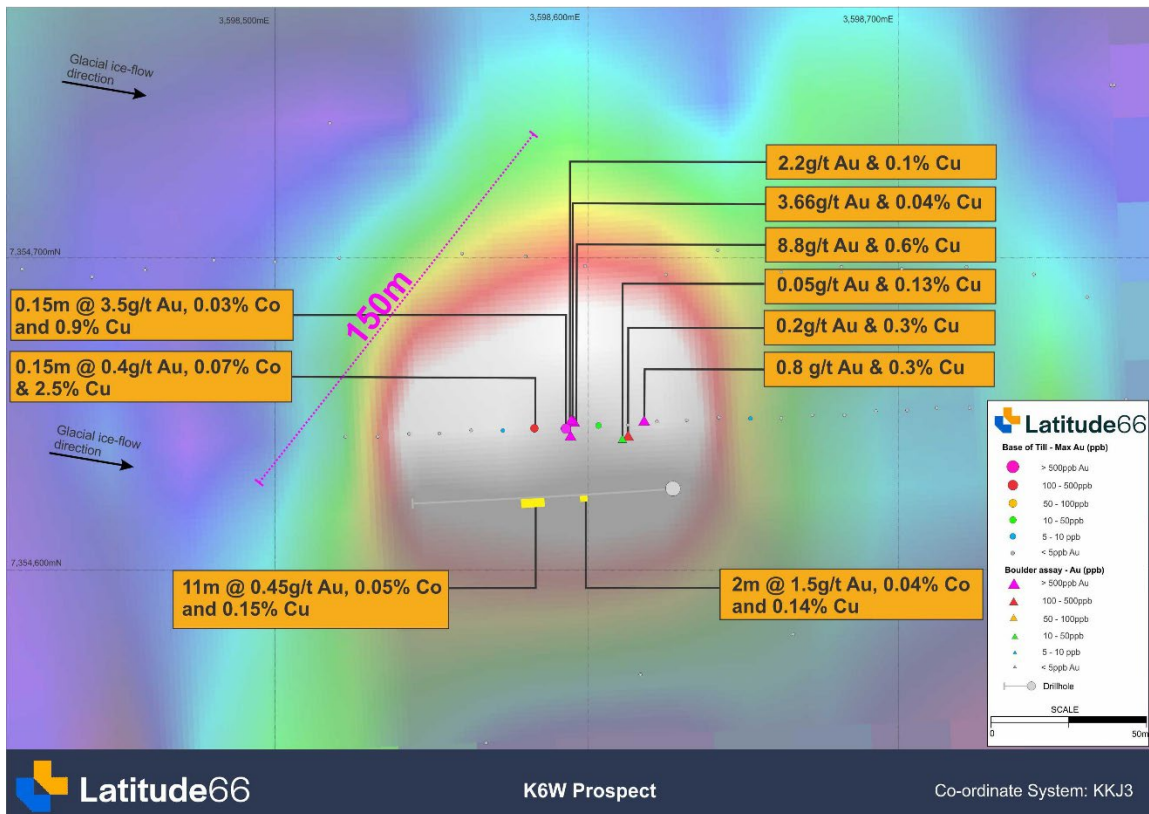 3,598,500mE
3,598,600mE
3,598,700mE
Glacial ice-flow
direction
2.2g/t Au & 0.1% Cu
3.66g/t Au & 0.04% Cu
8.8g/t Au & 0.6% Cu
0.05g/t Au & 0.13% Cu
0.2g/t Au & 0.3% Cu
0.8 g/t Au & 0.3% Cu
7,354,700mN
150m
0.15m @ 3.5g/t Au, 0.03% Co
and 0.9% Cu
0.15m @ 0.4g/t Au, 0.07% Co
& 2.5% Cu
Glacial ice-flow
direction
7,354,600mN
11m @ 0.45g/t Au, 0.05% Co
and 0.15% Cu
2m @ 1.5g/t Au, 0.04% Co
and 0.14% Cu
Latitude66
Base of Till - Max Au (ppb)
> 500ppb Au
100 - 500ppb
50 - 100ppb
10 - 50ppb
5 - 10 ppb
< 5ppb Au
Boulder assay - Au (ppb)
> 500ppb Au
100 - 500ppb
50 - 100ppb
10 - 50ppb
5 - 10 ppb
< 5ppb Au
Drillhole
SCALE
0
50m
Latitude66
K6W Prospect
Co-ordinate System: KKJ3